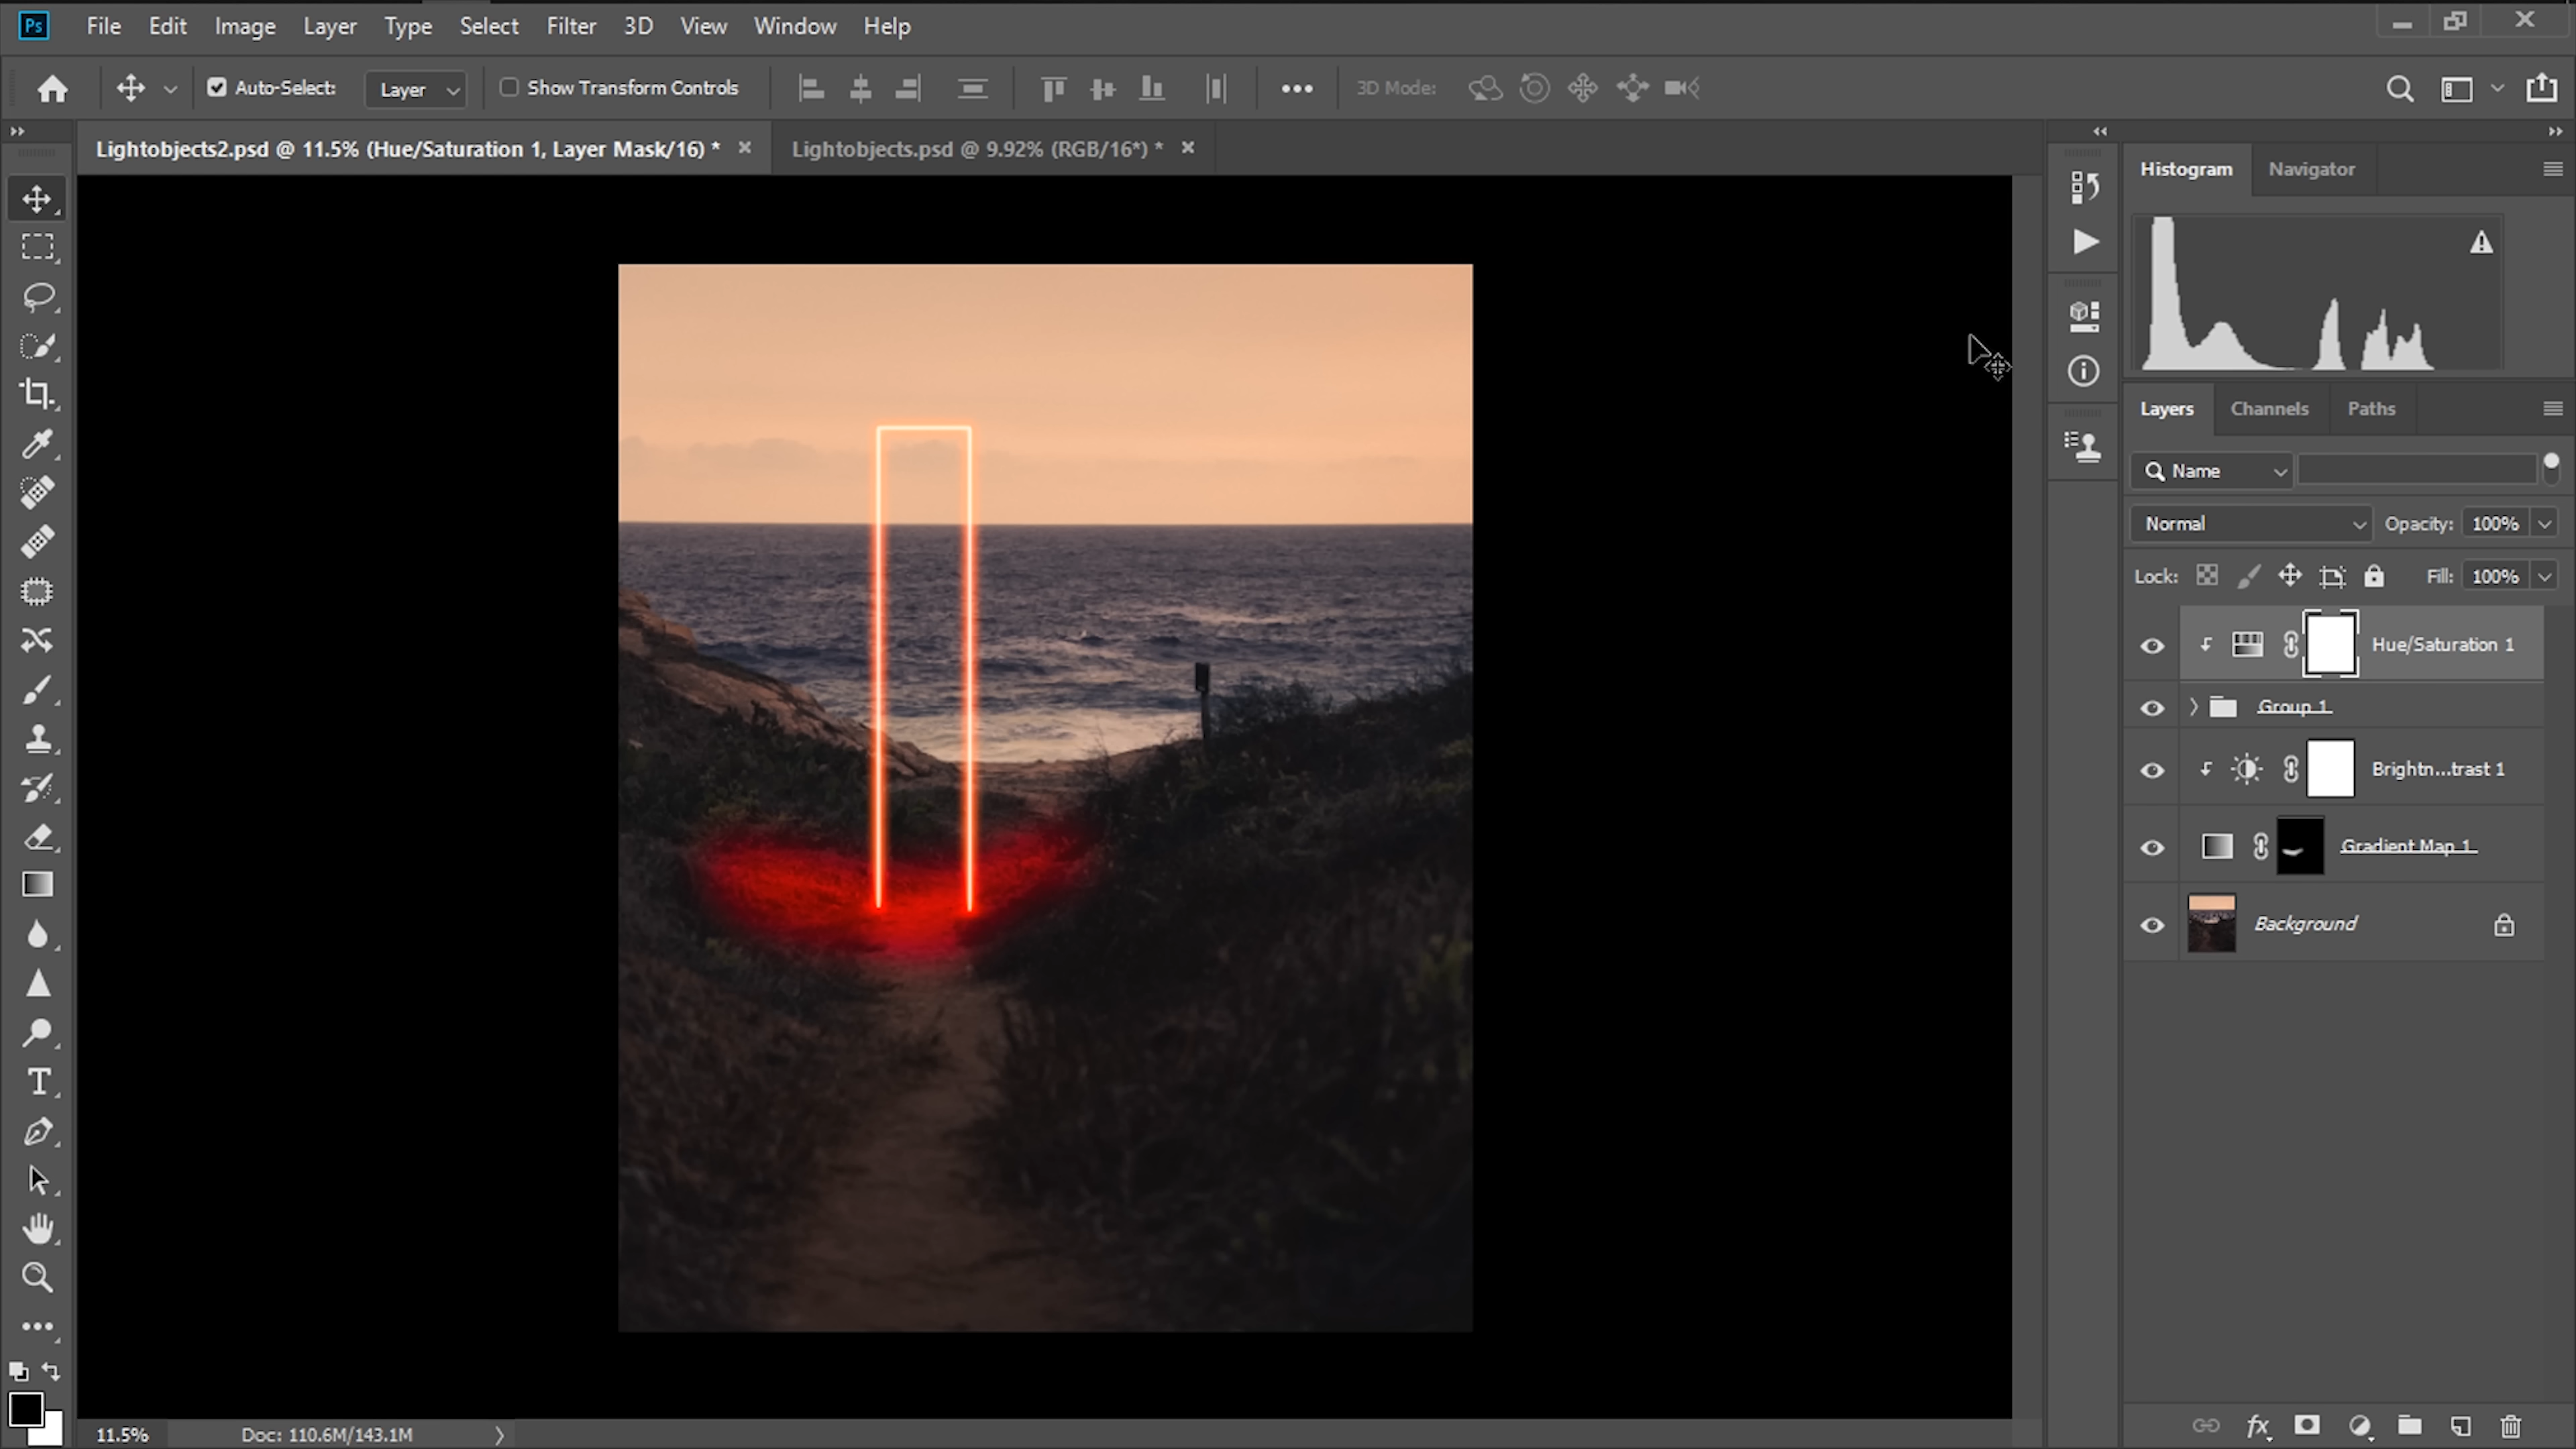 Ps File Edit Image Layer Type Select Filter 3D View Window Help
Auto-Select: Layer Show Transform Controls 3D Mode:
Lightobjects2.psd @ 11.5% (Hue/Saturation 1, Layer Mask/16) * Lightobjects.psd @ 9.92% (RGB/16*) *
Histogram Navigator
Layers Channels Paths
Name
Normal Opacity: 100%
Lock: Fill: 100%
Hue/Saturation 1
Group 1
Brightn...trast 1
Gradient Map 1
Background
11.5% Doc: 110.6M/143.1M
fx